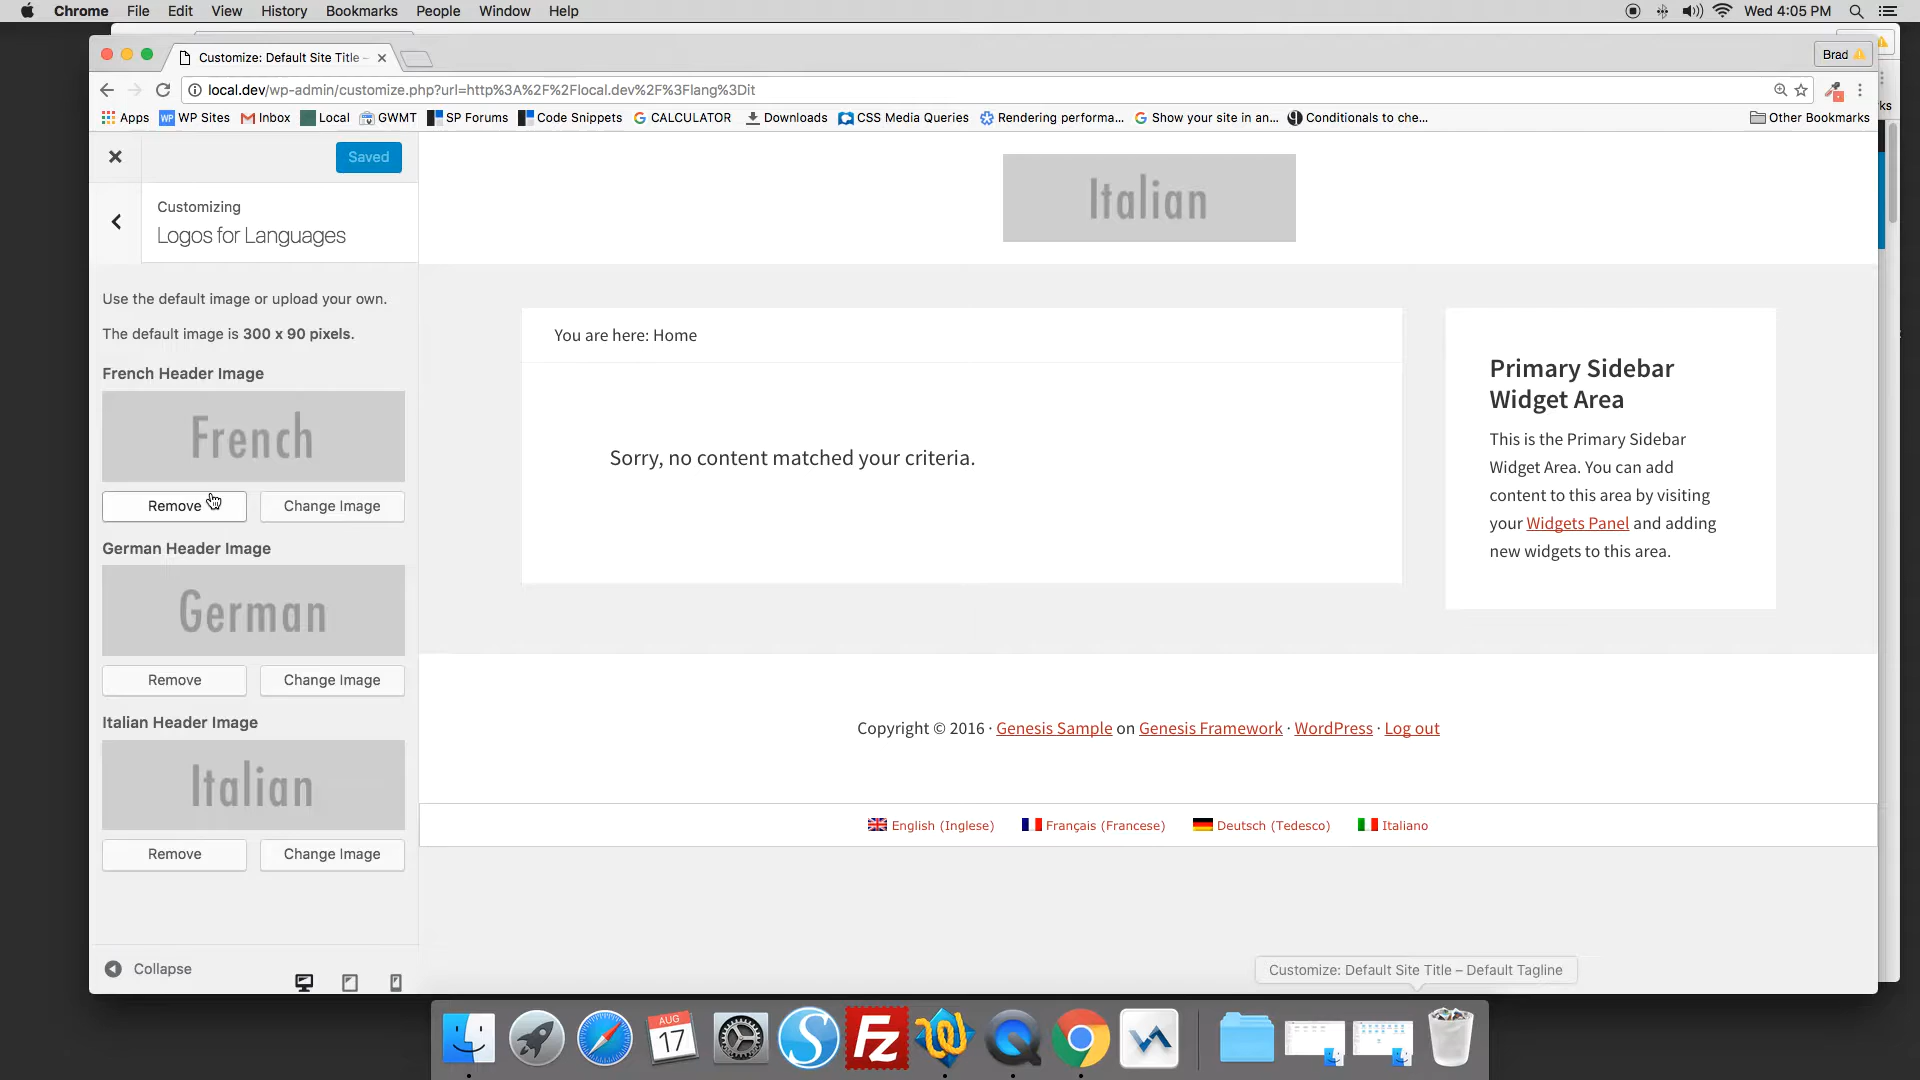 Chrome File Edit View History Bookmarks People Window Help
Wed 4:05 PM
Customize: Default Site Title –
Brad
local.dev/wp-admin/customize.php?url=http%3A%2F%2Flocal.dev%2F%3Flang%3Dit
Apps WP Sites Inbox Local GWMT SP Forums Code Snippets CALCULATOR Downloads CSS Media Queries Rendering performa... Show your site in an... Conditionals to che... Other Bookmarks
Saved
Customizing
Logos for Languages
Use the default image or upload your own.
The default image is 300 x 90 pixels.
French Header Image
French
Remove
Change Image
German Header Image
German
Remove
Change Image
Italian Header Image
Italian
Remove
Change Image
Collapse
Italian
You are here: Home
Sorry, no content matched your criteria.
Primary Sidebar
Widget Area
This is the Primary Sidebar
Widget Area. You can add
content to this area by visiting
your Widgets Panel and adding
new widgets to this area.
Copyright © 2016 · Genesis Sample on Genesis Framework · WordPress · Log out
English (Inglese) Français (Francese) Deutsch (Tedesco) Italiano
Customize: Default Site Title – Default Tagline
AUG
17
S
Fz